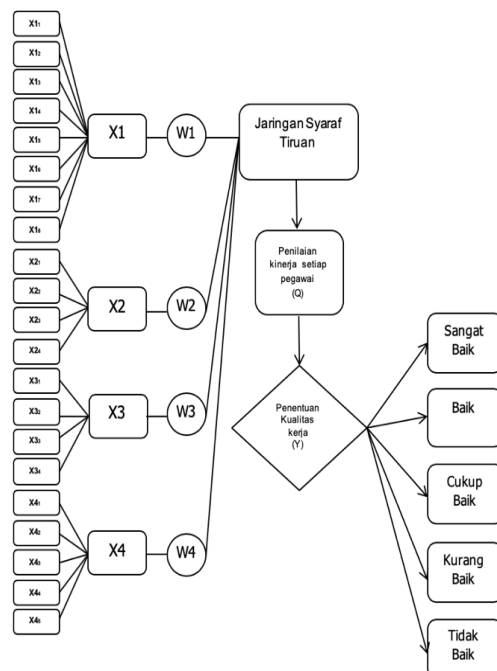 X1₁
X1₂
X1₃
X1₄
X1₅
X1₆
X1₇
X1₈
X2₁
X2₂
X2₃
X2₄
X3₁
X3₂
X3₃
X3₄
X4₁
X4₂
X4₃
X4₄
X4₅
X1
X2
X3
X4
W1
W2
W3
W4
Jaringan Syaraf
Tiruan
Penilaian
kinerja setiap
pegawai
(Q)
Penentuan
Kualitas
kerja
(Y)
Sangat
Baik
Baik
Cukup
Baik
Kurang
Baik
Tidak
Baik